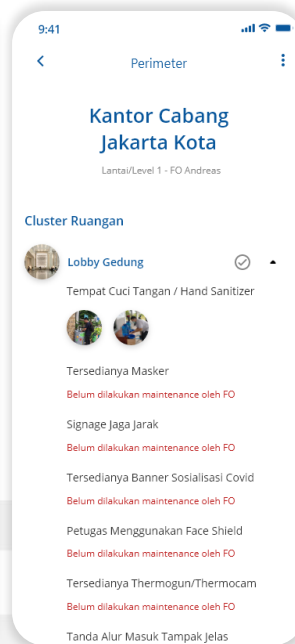 9:41
Perimeter
Kantor Cabang
Jakarta Kota
Lantai/Level 1 - FO Andreas
Cluster Ruangan
Lobby Gedung
Tempat Cuci Tangan / Hand Sanitizer
Tersedianya Masker
Belum dilakukan maintenance oleh FO
Signage Jaga Jarak
Belum dilakukan maintenance oleh FO
Tersedianya Banner Sosialisasi Covid
Belum dilakukan maintenance oleh FO
Petugas Menggunakan Face Shield
Belum dilakukan maintenance oleh FO
Tersedianya Thermogun/Thermocam
Belum dilakukan maintenance oleh FO
Tanda Alur Masuk Tampak Jelas